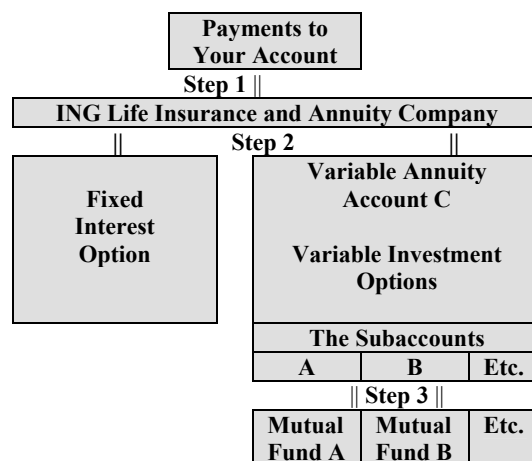 Payments to
Your Account
Step 1 ||
ING Life Insurance and Annuity Company
|| Step 2 ||
Fixed
Interest
Option
Variable Annuity
Account C
Variable Investment
Options
The Subaccounts
A B Etc.
|| Step 3 ||
Mutual Mutual Etc.
Fund A Fund B